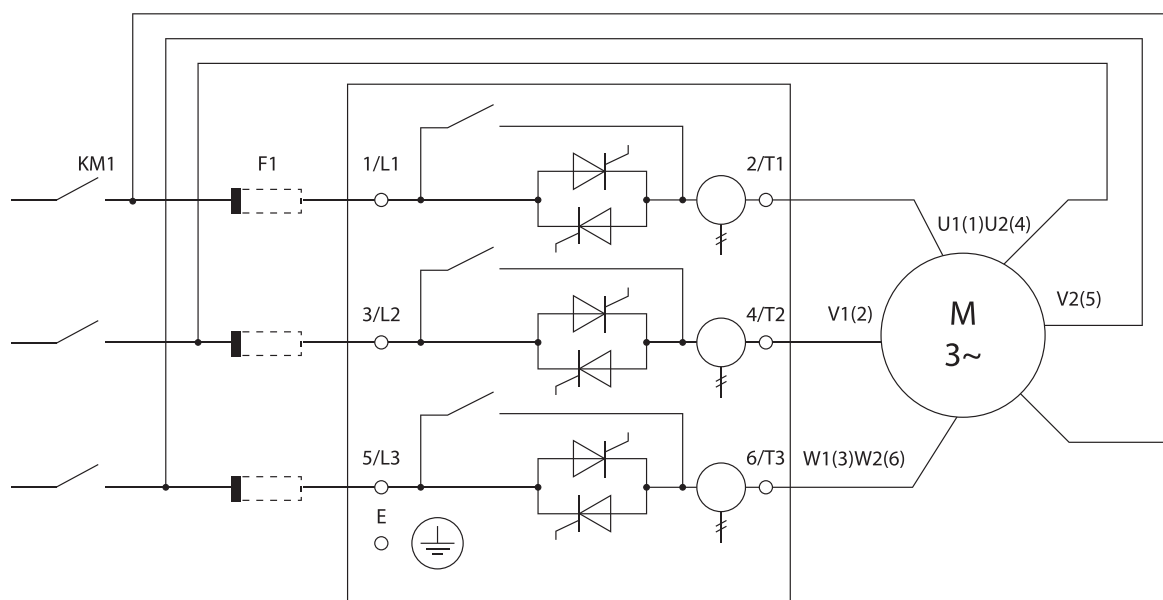 KM1
F1
1/L1
2/T1
U1(1)U2(4)
3/L2
4/T2
V1(2)
V2(5)
M
3~
5/L3
6/T3
W1(3)W2(6)
E